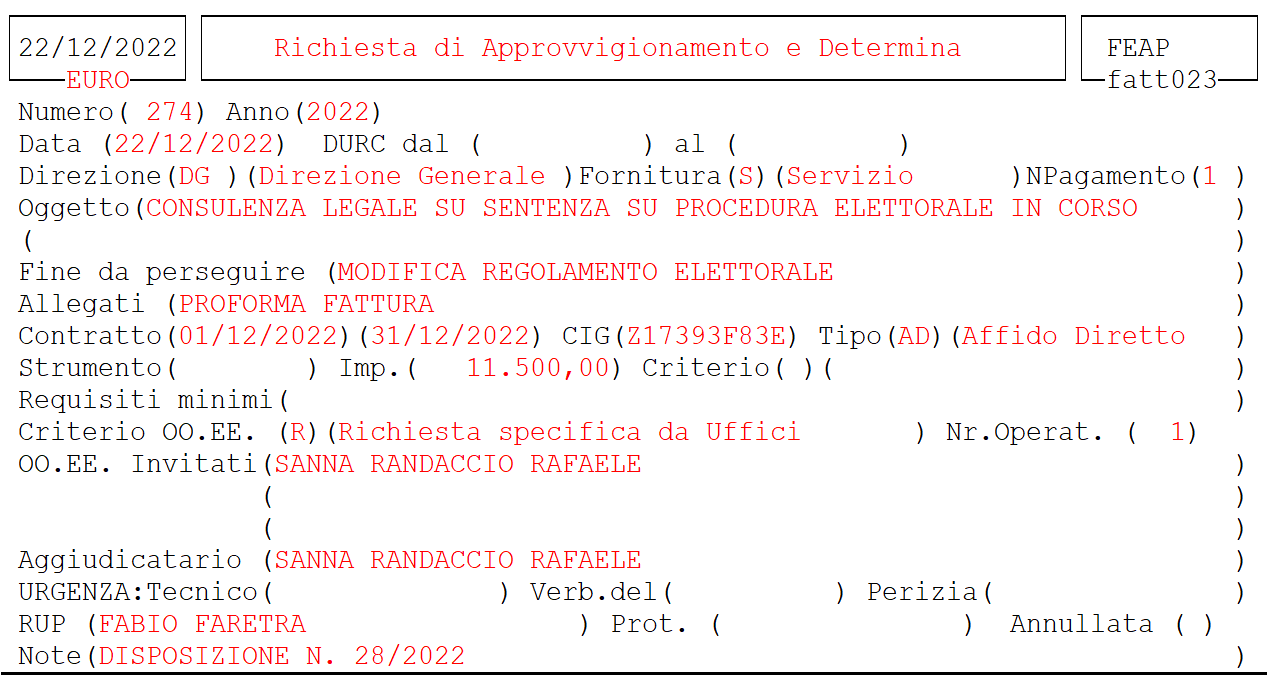 22/12/2022 Richiesta di Approvvigionamento e Determina FEAP
EURO fatt023
Numero( 274) Anno(2022)
Data (22/12/2022) DURC dal ( ) al ( )
Direzione(DG )(Direzione Generale )Fornitura(S)(Servizio )NPagamento(1 )
Oggetto(CONSULENZA LEGALE SU SENTENZA SU PROCEDURA ELETTORALE IN CORSO )
( )
Fine da perseguire (MODIFICA REGOLAMENTO ELETTORALE )
Allegati (PROFORMA FATTURA )
Contratto(01/12/2022)(31/12/2022) CIG(Z17393F83E) Tipo(AD)(Affido Diretto )
Strumento( ) Imp.( 11.500,00) Criterio( )( )
Requisiti minimi( )
Criterio OO.EE. (R)(Richiesta specifica da Uffici ) Nr.Operat. ( 1)
OO.EE. Invitati(SANNA RANDACCIO RAFAELE )
( )
( )
Aggiudicatario (SANNA RANDACCIO RAFAELE )
URGENZA:Tecnico( ) Verb.del( ) Perizia( )
RUP (FABIO FARETRA ) Prot. ( ) Annullata ( )
Note(DISPOSIZIONE N. 28/2022 )